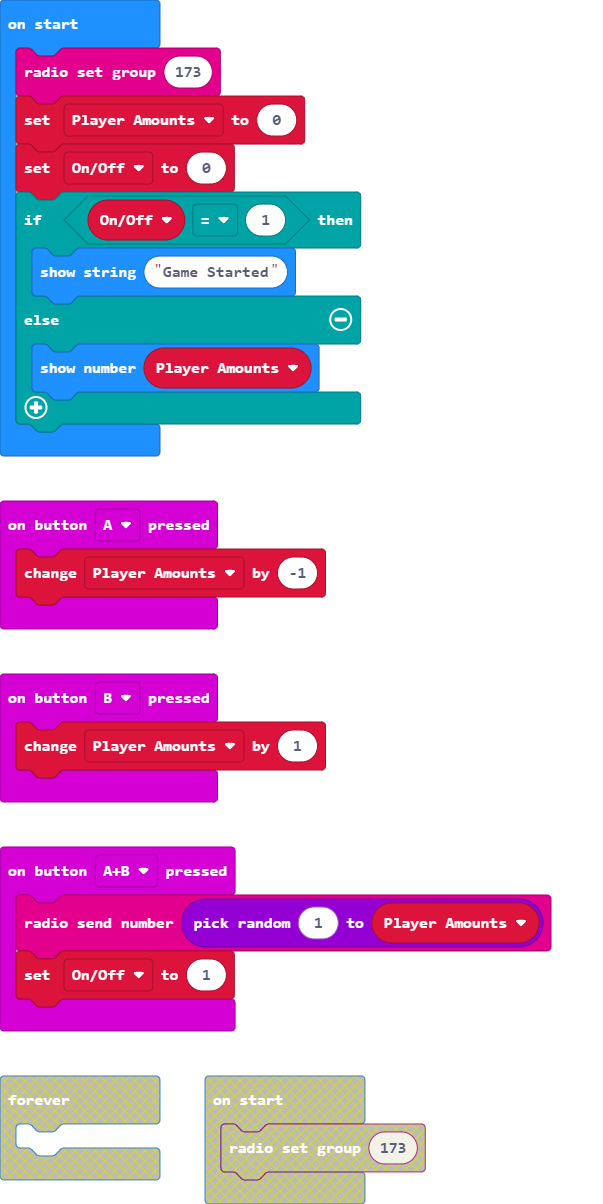 on start
radio set group 173
set Player Amounts to 0
set On/Off to 0
if On/Off = 1 then
show string "Game Started"
else
show number Player Amounts
on button A pressed
change Player Amounts by -1
on button B pressed
change Player Amounts by 1
on button A+B pressed
radio send number pick random 1 to Player Amounts
set On/Off to 1
forever
on start
radio set group 173